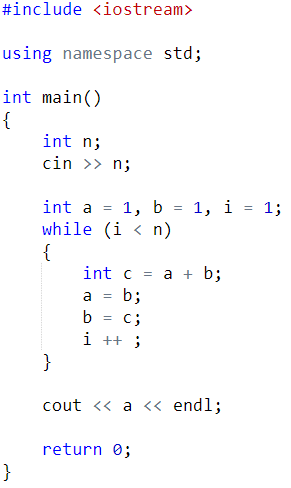 #include <iostream>
using namespace std;
int main()
{
    int n;
    cin >> n;
    int a = 1, b = 1, i = 1;
    while (i < n)
    {
        int c = a + b;
        a = b;
        b = c;
        i ++ ;
    }
    cout << a << endl;
    return 0;
}